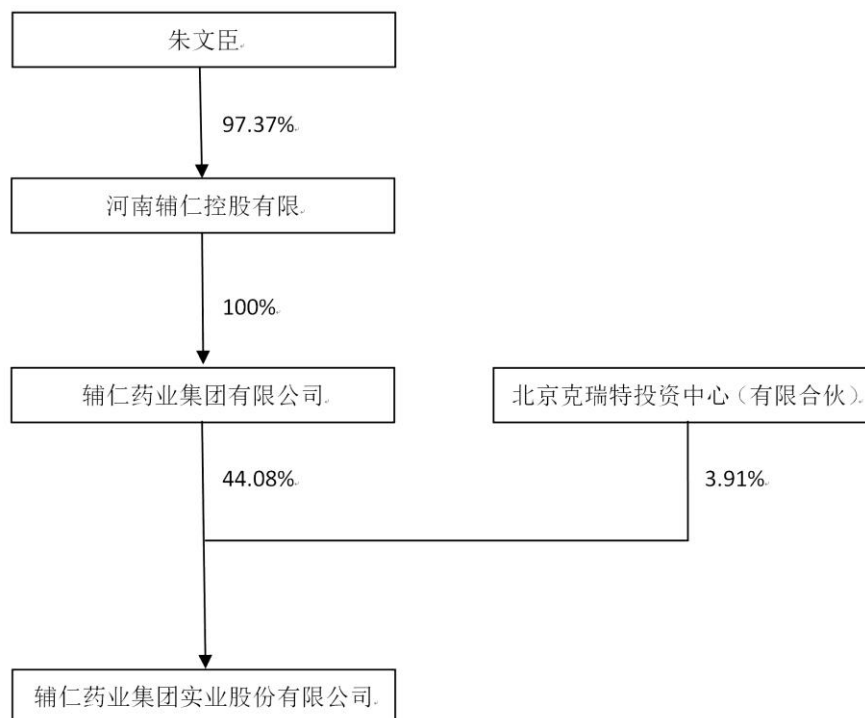 朱文臣
97.37%
河南辅仁控股有限
100%
辅仁药业集团有限公司
北京克瑞特投资中心（有限合伙）
44.08%
3.91%
辅仁药业集团实业股份有限公司